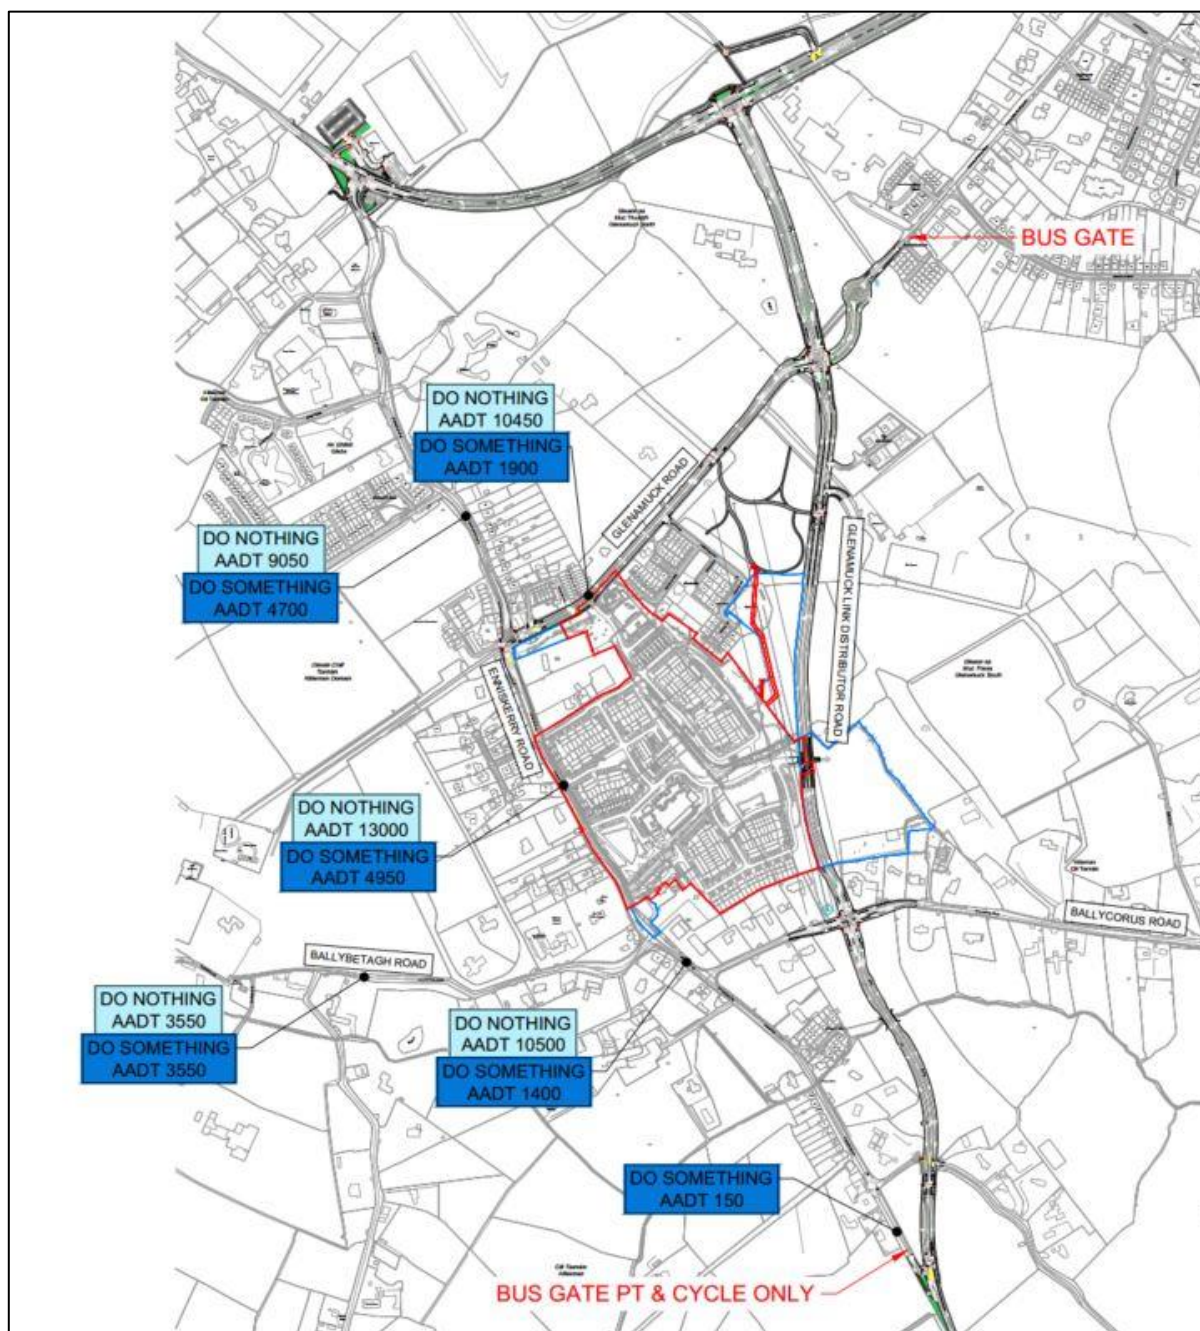 BUS GATE
DO NOTHING
AADT 10450
DO SOMETHING
AADT 1900
GLENAMUCK ROAD
DO NOTHING
AADT 9050
DO SOMETHING
AADT 4700
GLENAMUCK LINK DISTRIBUTOR ROAD
ENNISKERRY ROAD
DO NOTHING
AADT 13000
DO SOMETHING
AADT 4950
BALLYCORUS ROAD
BALLYBETAGH ROAD
DO NOTHING
AADT 3550
DO SOMETHING
AADT 3550
DO NOTHING
AADT 10500
DO SOMETHING
AADT 1400
DO SOMETHING
AADT 150
BUS GATE PT & CYCLE ONLY